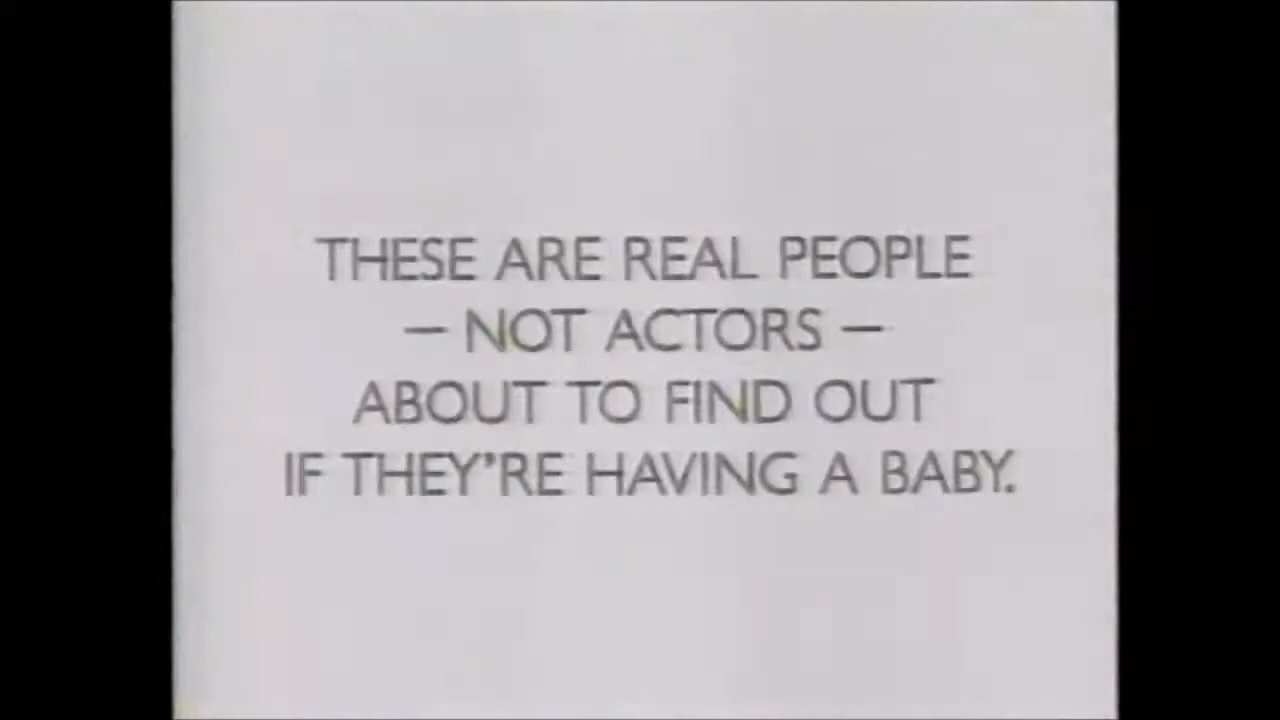 THESE ARE REAL PEOPLE
— NOT ACTORS —
ABOUT TO FIND OUT
IF THEY'RE HAVING A BABY.